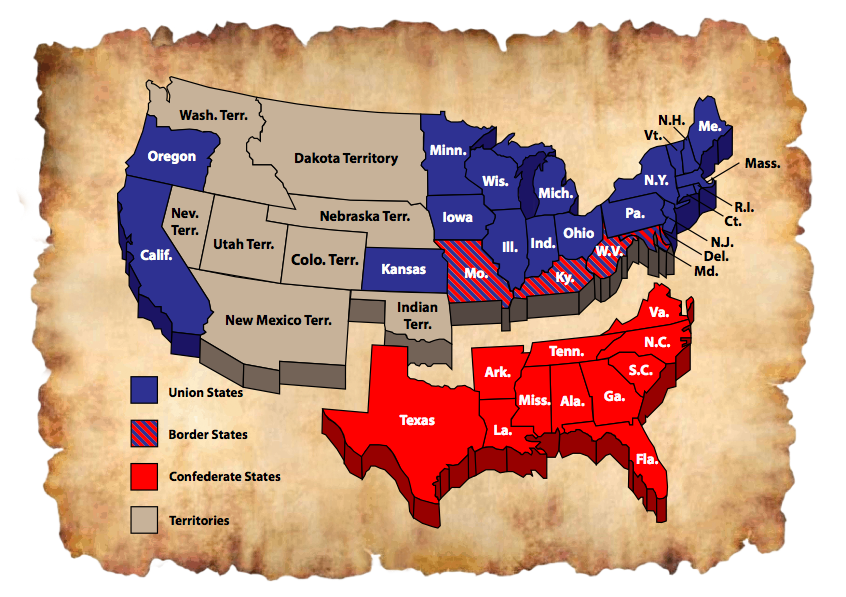 Wash. Terr.
Oregon
Dakota Territory
Minn.
Wis.
Mich.
N.H.
Vt.
Me.
Mass.
N.Y.
R.I.
Ct.
Pa.
N.J.
Del.
Md.
Nev.
Terr.
Utah Terr.
Nebraska Terr.
Iowa
Ill.
Ind.
Ohio
W.V.
Calif.
Colo. Terr.
Kansas
Mo.
Ky.
New Mexico Terr.
Indian
Terr.
Va.
N.C.
Tenn.
S.C.
Ark.
Miss.
Ala.
Ga.
Texas
La.
Fla.
Union States
Border States
Confederate States
Territories